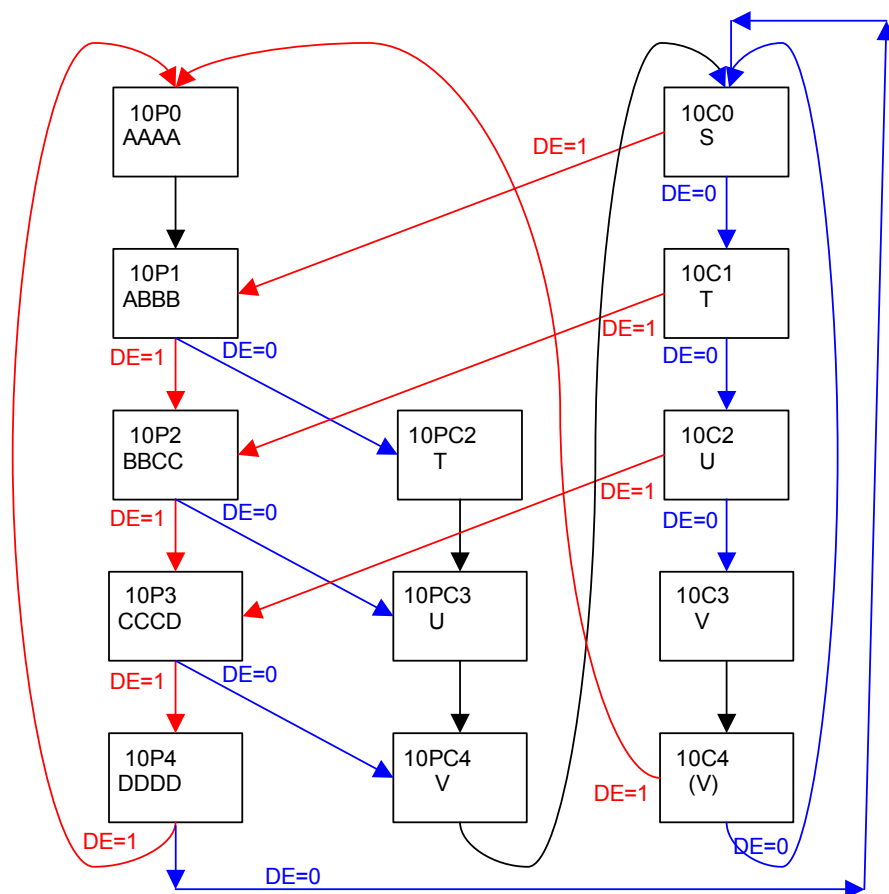 10P0
AAAA
10C0
S
DE=1
DE=0
10P1
ABBB
10C1
T
DE=1
DE=0
DE=1
DE=0
10P2
BBCC
10PC2
T
10C2
U
DE=1
DE=0
DE=1
DE=0
10P3
CCCD
10PC3
U
10C3
V
DE=1
DE=0
10P4
DDDD
10PC4
V
10C4
(V)
DE=1
DE=1
DE=0
DE=0